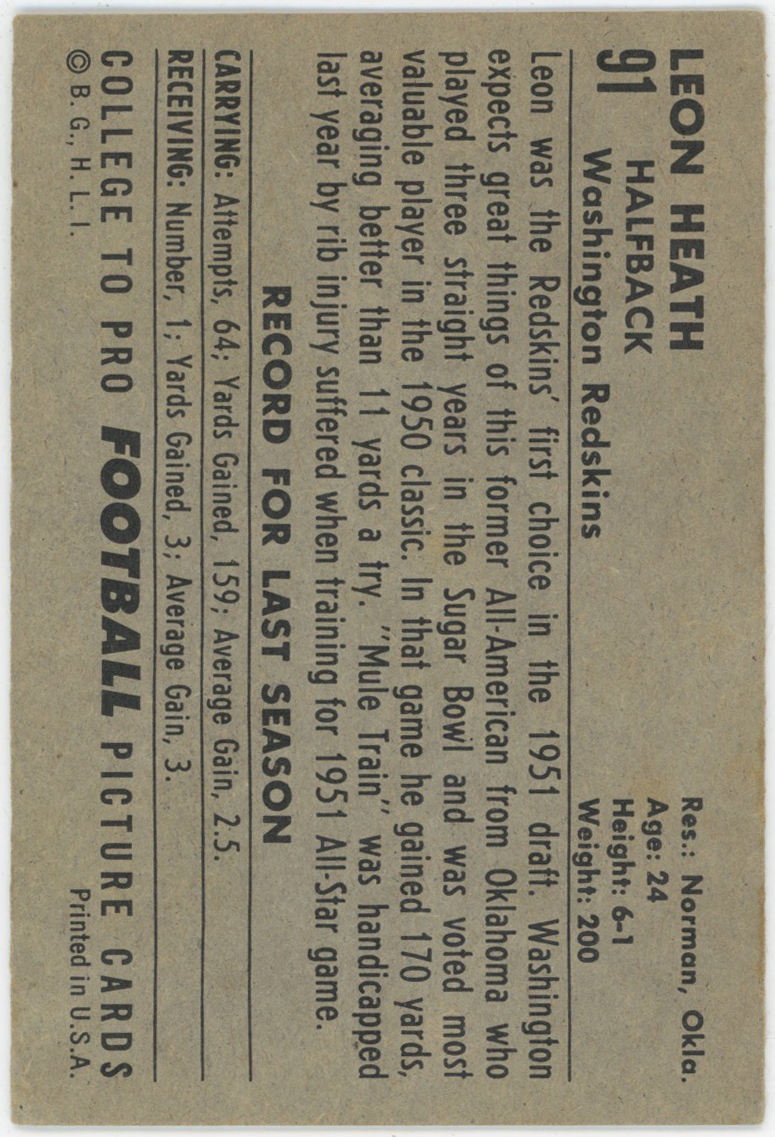 LEON HEATH
91 HALFBACK
Washington Redskins
Res.: Norman, Okla.
Age: 24
Height: 6-1
Weight: 200
Leon was the Redskins' first choice in the 1951 draft. Washington
expects great things of this former All-American from Oklahoma who
played three straight years in the Sugar Bowl and was voted most
valuable player in the 1950 classic. In that game he gained 170 yards,
averaging better than 11 yards a try. "Mule Train" was handicapped
last year by rib injury suffered when training for 1951 All-Star game.
RECORD FOR LAST SEASON
CARRYING: Attempts, 64; Yards Gained, 159; Average Gain, 2.5.
RECEIVING: Number, 1; Yards Gained, 3; Average Gain, 3.
COLLEGE TO PRO FOOTBALL PICTURE CARDS
© B. G., H. L. I. Printed in U.S.A.